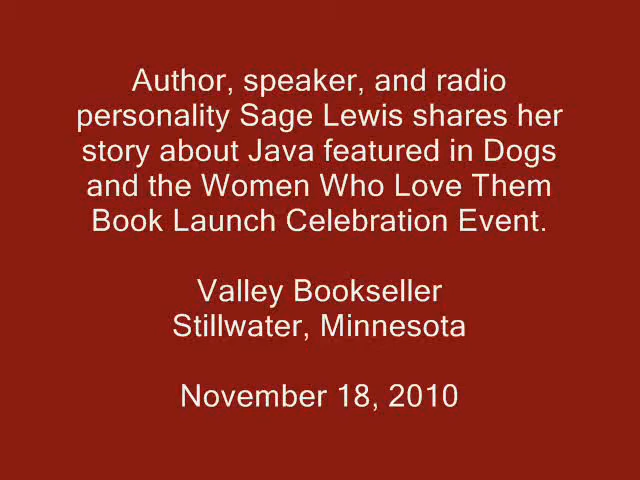 Author, speaker, and radio
personality Sage Lewis shares her
story about Java featured in Dogs
and the Women Who Love Them
Book Launch Celebration Event.
Valley Bookseller
Stillwater, Minnesota
November 18, 2010